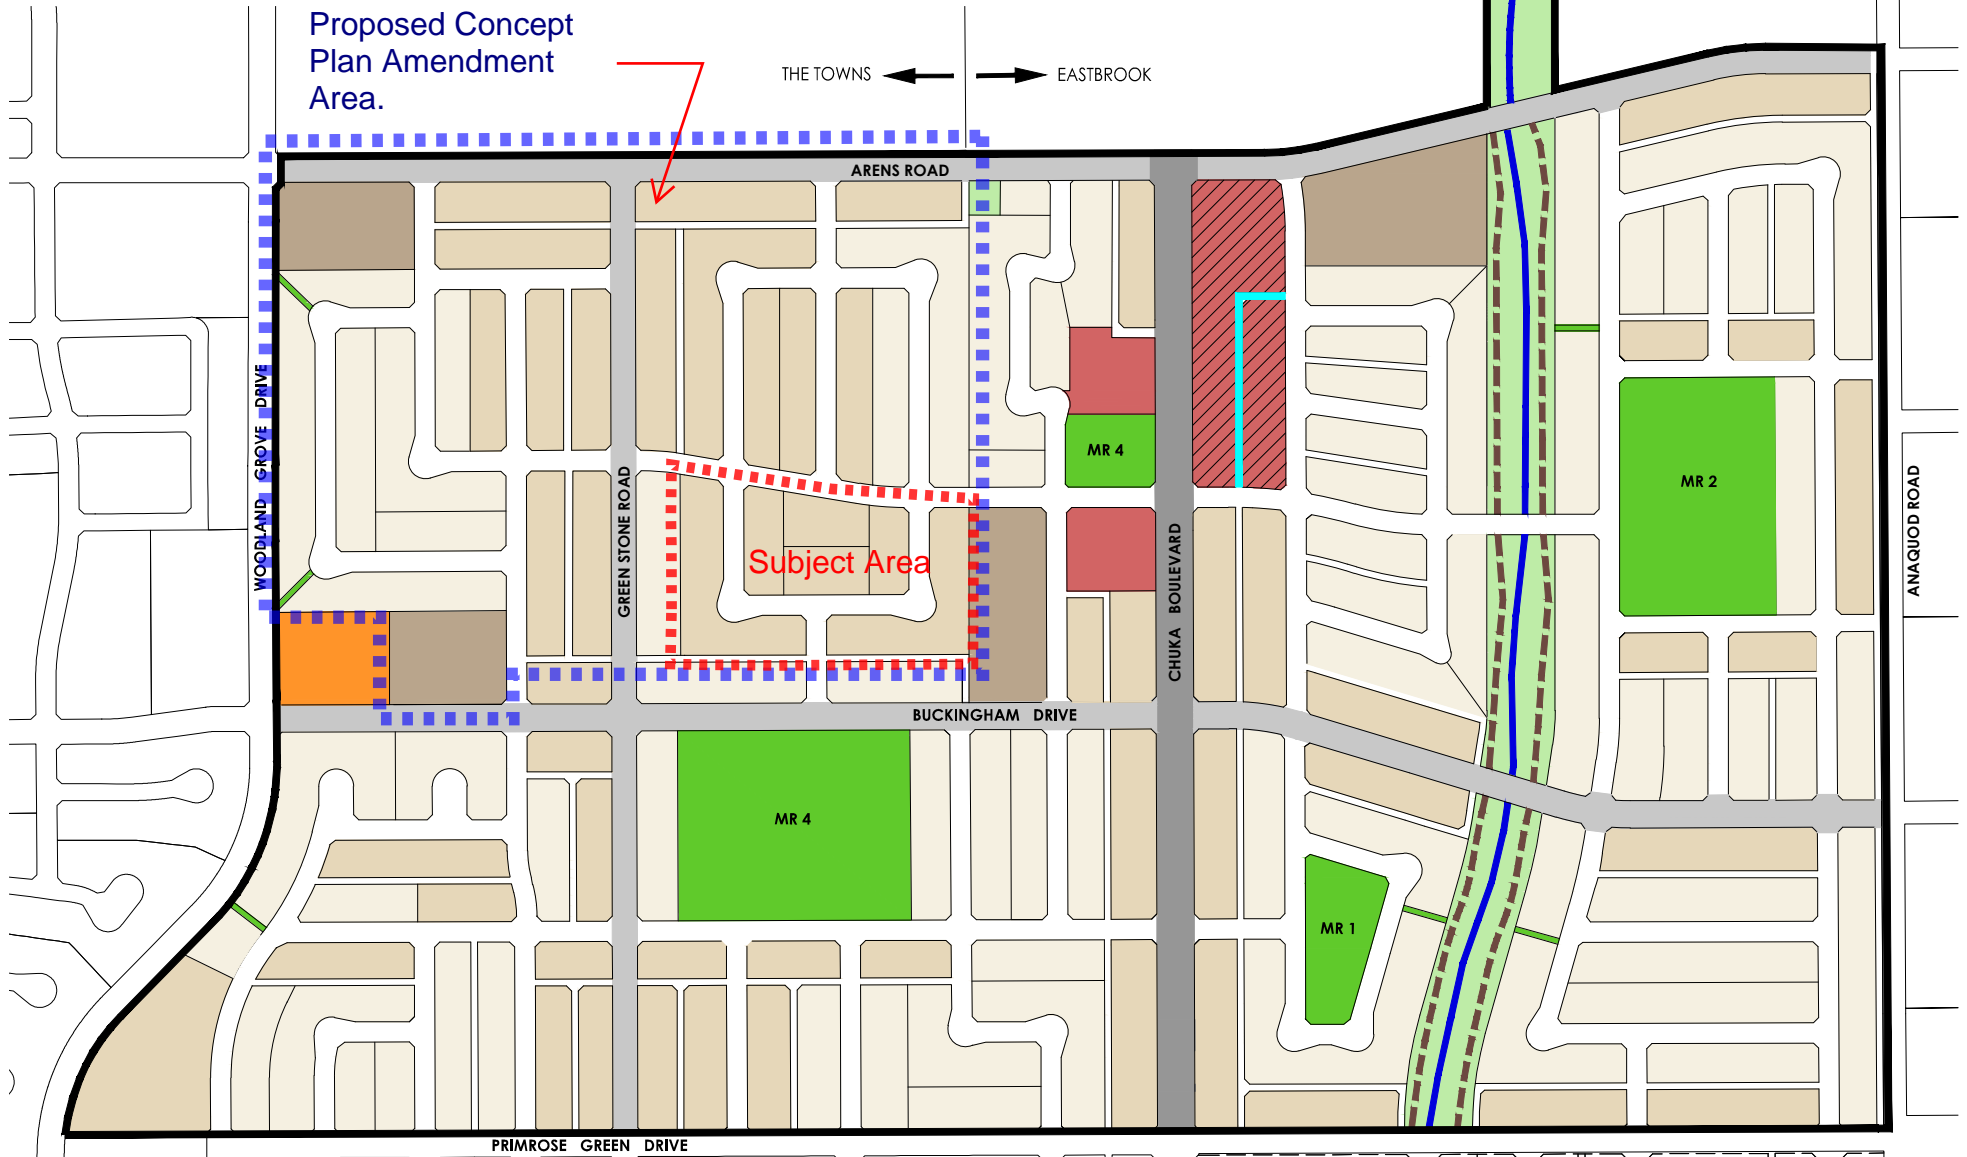 Proposed Concept
Plan Amendment
Area.
THE TOWNS
EASTBROOK
ARENS ROAD
WOODLAND GROVE DRIVE
GREEN STONE ROAD
MR 4
MR 2
ANAQUOD ROAD
CHUKA BOULEVARD
Subject Area
BUCKINGHAM DRIVE
MR 4
MR 1
PRIMROSE GREEN DRIVE